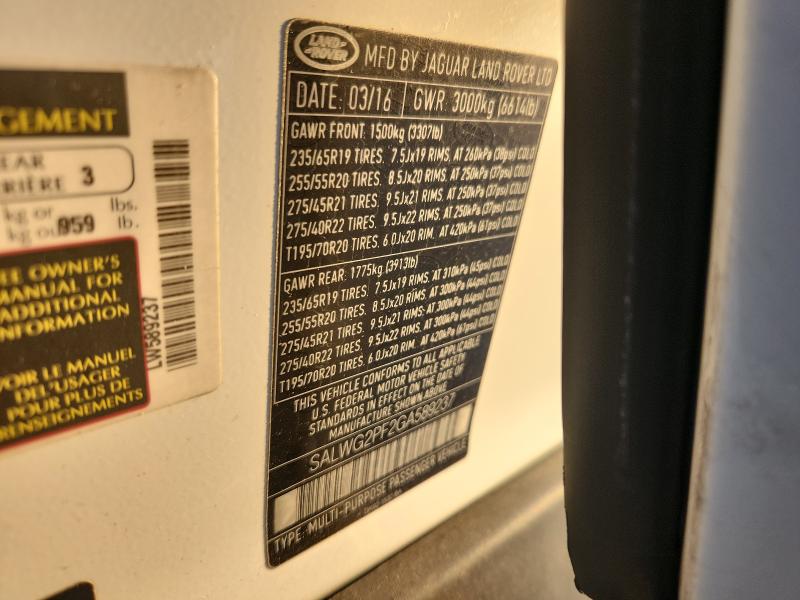 GEMENT
EAR
RIÈRE 3
kg or lbs.
kg ou 959 lb.
EE OWNER'S
MANUAL FOR
ADDITIONAL
INFORMATION
VOIR LE MANUEL
DEL'USAGER
POUR PLUS DE
RENSEIGNEMENTS
LW589237
LAND ROVER
MFD BY JAGUAR LAND ROVER LTD
DATE: 03/16 GWR: 3000kg (6614lb)
GAWR FRONT: 1500kg (3307lb)
235/65R19 TIRES. 7.5Jx19 RIMS. AT 260kPa (38psi) COLD
255/55R20 TIRES. 8.5Jx20 RIMS. AT 250kPa (37psi) COLD
275/45R21 TIRES. 9.5Jx21 RIMS. AT 250kPa (37psi) COLD
275/40R22 TIRES. 9.5Jx22 RIMS. AT 250kPa (37psi) COLD
T195/70R20 TIRES. 6.0Jx20 RIM. AT 420kPa (61psi) COLD
GAWR REAR: 1775kg (3913lb)
235/65R19 TIRES. 7.5Jx19 RIMS. AT 310kPa (45psi) COLD
255/55R20 TIRES. 8.5Jx20 RIMS. AT 300kPa (44psi) COLD
275/45R21 TIRES. 9.5Jx21 RIMS. AT 300kPa (44psi) COLD
275/40R22 TIRES. 9.5Jx22 RIMS. AT 300kPa (44psi) COLD
T195/70R20 TIRES. 6.0Jx20 RIM. AT 420kPa (61psi) COLD
THIS VEHICLE CONFORMS TO ALL APPLICABLE
U.S. FEDERAL MOTOR VEHICLE SAFETY
STANDARDS IN EFFECT ON THE DATE OF
MANUFACTURE SHOWN ABOVE.
SALWG2PF2GA589237
TYPE: MULTI-PURPOSE PASSENGER VEHICLE